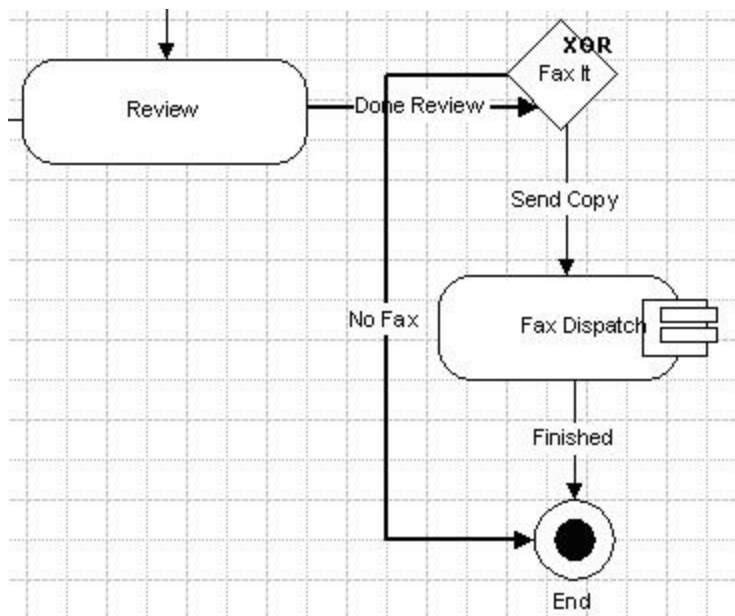 XOR
Fax It
Review
Done Review
Send Copy
No Fax
Fax Dispatch
Finished
End